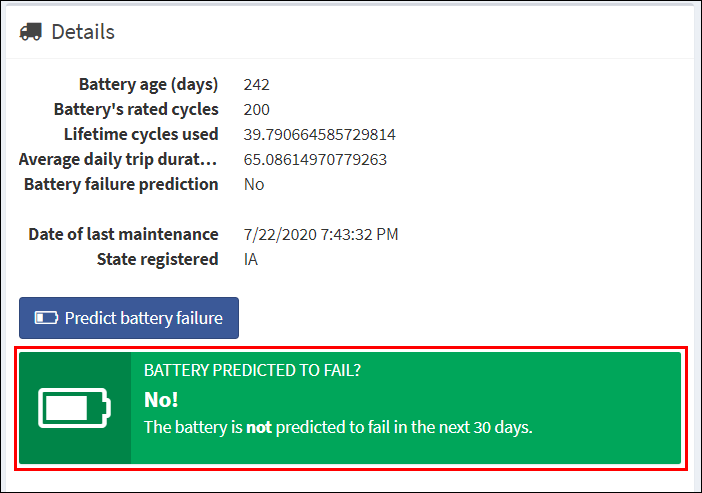 Details
Battery age (days) 242
Battery's rated cycles 200
Lifetime cycles used 39.790664585729814
Average daily trip durat... 65.08614970779263
Battery failure prediction No
Date of last maintenance 7/22/2020 7:43:32 PM
State registered IA
Predict battery failure
BATTERY PREDICTED TO FAIL?
No!
The battery is not predicted to fail in the next 30 days.